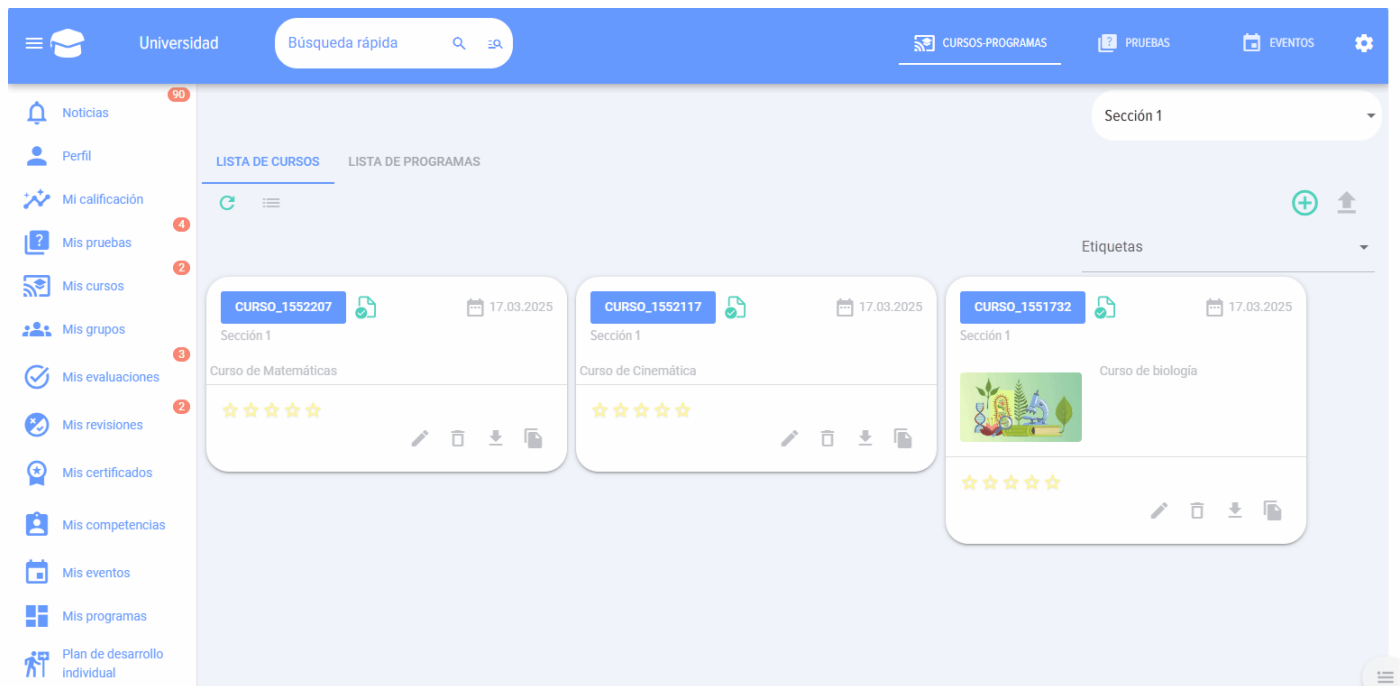 Universidad
Búsqueda rápida
CURSOS-PROGRAMAS
PRUEBAS
EVENTOS
90
Noticias
Perfil
Mi calificación
4
Mis pruebas
2
Mis cursos
Mis grupos
3
Mis evaluaciones
2
Mis revisiones
Mis certificados
Mis competencias
Mis eventos
Mis programas
Plan de desarrollo
individual
Sección 1
LISTA DE CURSOS
LISTA DE PROGRAMAS
Etiquetas
CURSO_1552207
17.03.2025
Sección 1
Curso de Matemáticas
CURSO_1552117
17.03.2025
Sección 1
Curso de Cinemática
CURSO_1551732
17.03.2025
Sección 1
Curso de biología